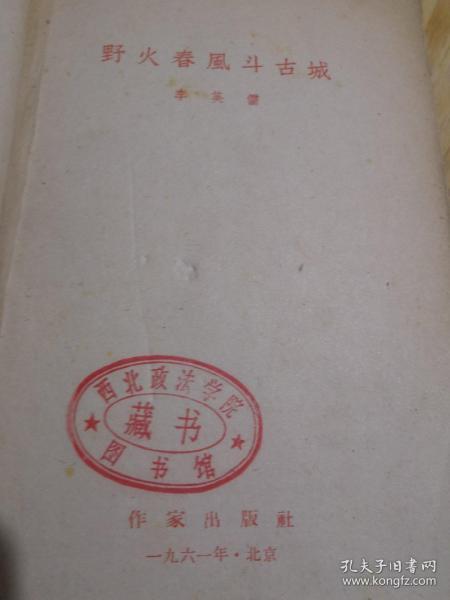 野火春風斗古城
李英儒
西北政法学院
藏书
图书馆
作家出版社
一九六一年·北京
孔夫子旧书网
www.kongfz.com